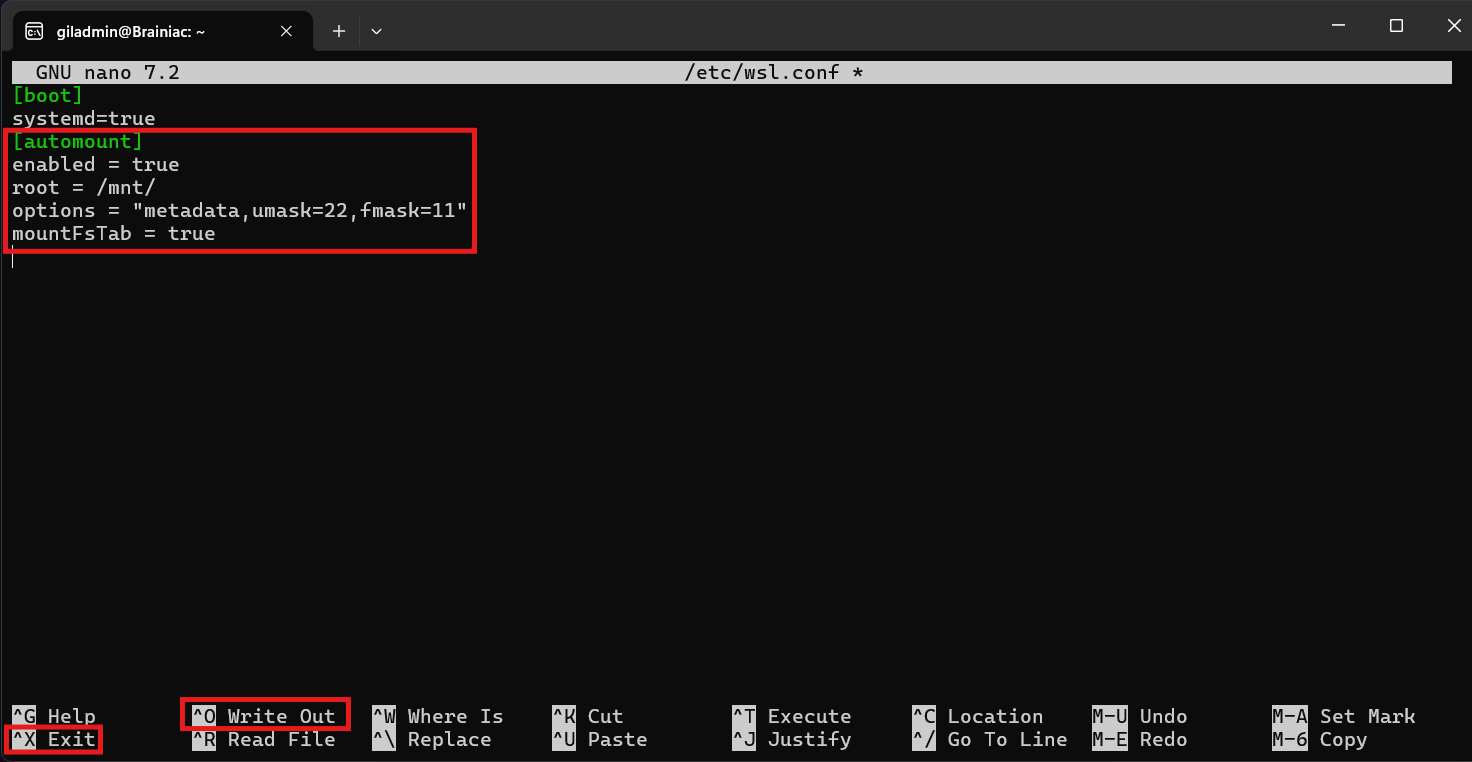 giladmin@Brainiac: ~
GNU nano 7.2 /etc/wsl.conf *
[boot]
systemd=true
[automount]
enabled = true
root = /mnt/
options = "metadata,umask=22,fmask=11"
mountFsTab = true
^G Help ^O Write Out ^W Where Is ^K Cut ^T Execute ^C Location M-U Undo M-A Set Mark
^X Exit ^R Read File ^\ Replace ^U Paste ^J Justify ^/ Go To Line M-E Redo M-6 Copy